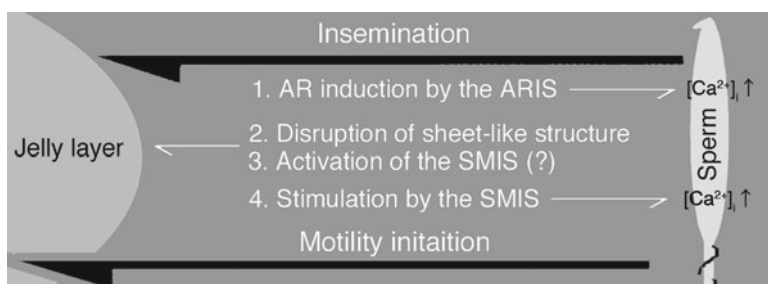 Insemination
1. AR induction by the ARIS
[Ca²⁺]ᵢ ↑
Jelly layer
2. Disruption of sheet-like structure
3. Activation of the SMIS (?)
Sperm
4. Stimulation by the SMIS
[Ca²⁺]ᵢ ↑
Motility initaition